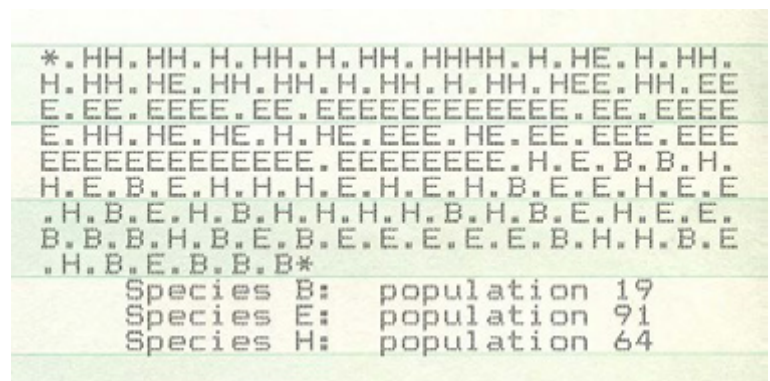 *.HH.HH.H.HH.H.HH.HHHH.H.HE.H.HH.
H.HH.HE.HH.HH.H.HH.H.HH.HEE.HH.EE
E.EE.EEEE.EE.EEEEEEEEEEEE.EE.EEEE
E.HH.HE.HE.H.HE.EEE.HE.EE.EEE.EEE
EEEEEEEEEEEEE.EEEEEEEE.H.E.B.B.H.
H.E.B.E.H.H.H.E.H.E.H.B.E.E.H.E.E
.H.B.E.H.B.H.H.H.H.B.H.B.E.H.E.E.
B.B.B.H.B.E.B.E.E.E.E.E.B.H.H.B.E
.H.B.E.B.B.B*
Species B: population 19
Species E: population 91
Species H: population 64